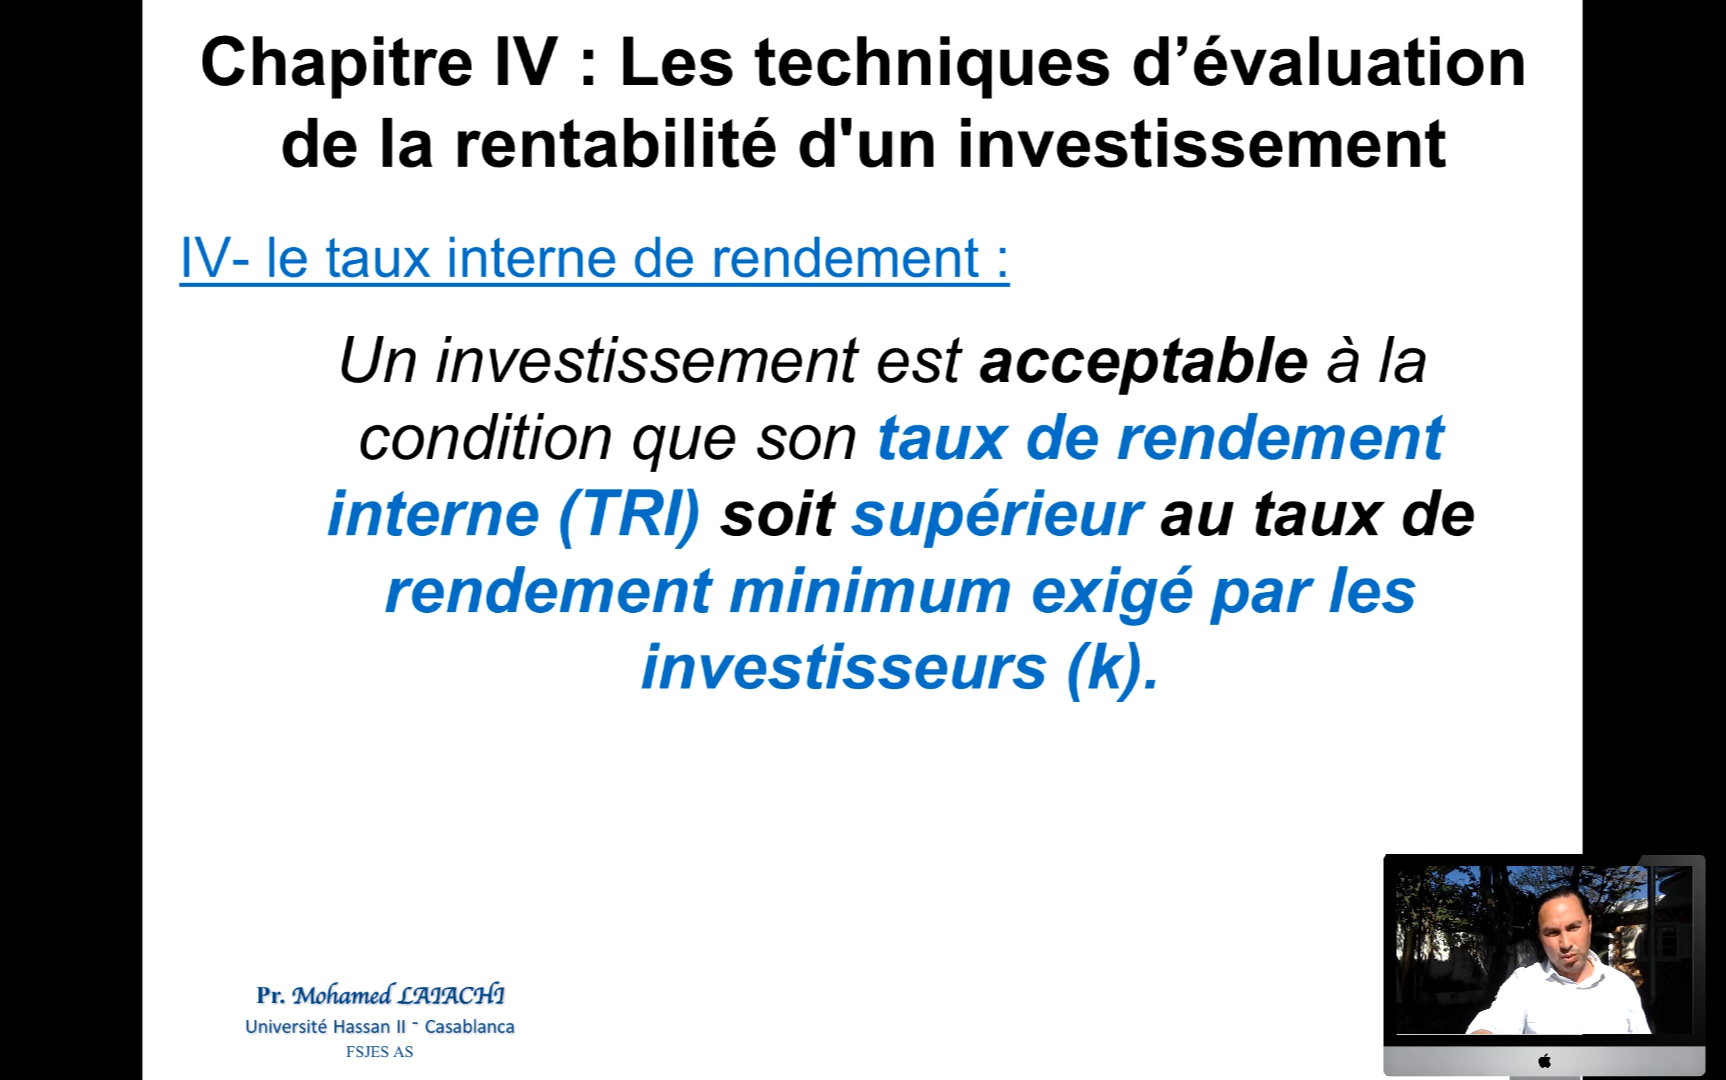 Chapitre IV : Les techniques d’évaluation
de la rentabilité d'un investissement
IV- le taux interne de rendement :
Un investissement est acceptable à la
condition que son taux de rendement
interne (TRI) soit supérieur au taux de
rendement minimum exigé par les
investisseurs (k).
Pr. Mohamed LAIACHI
Université Hassan II - Casablanca
FSJES AS